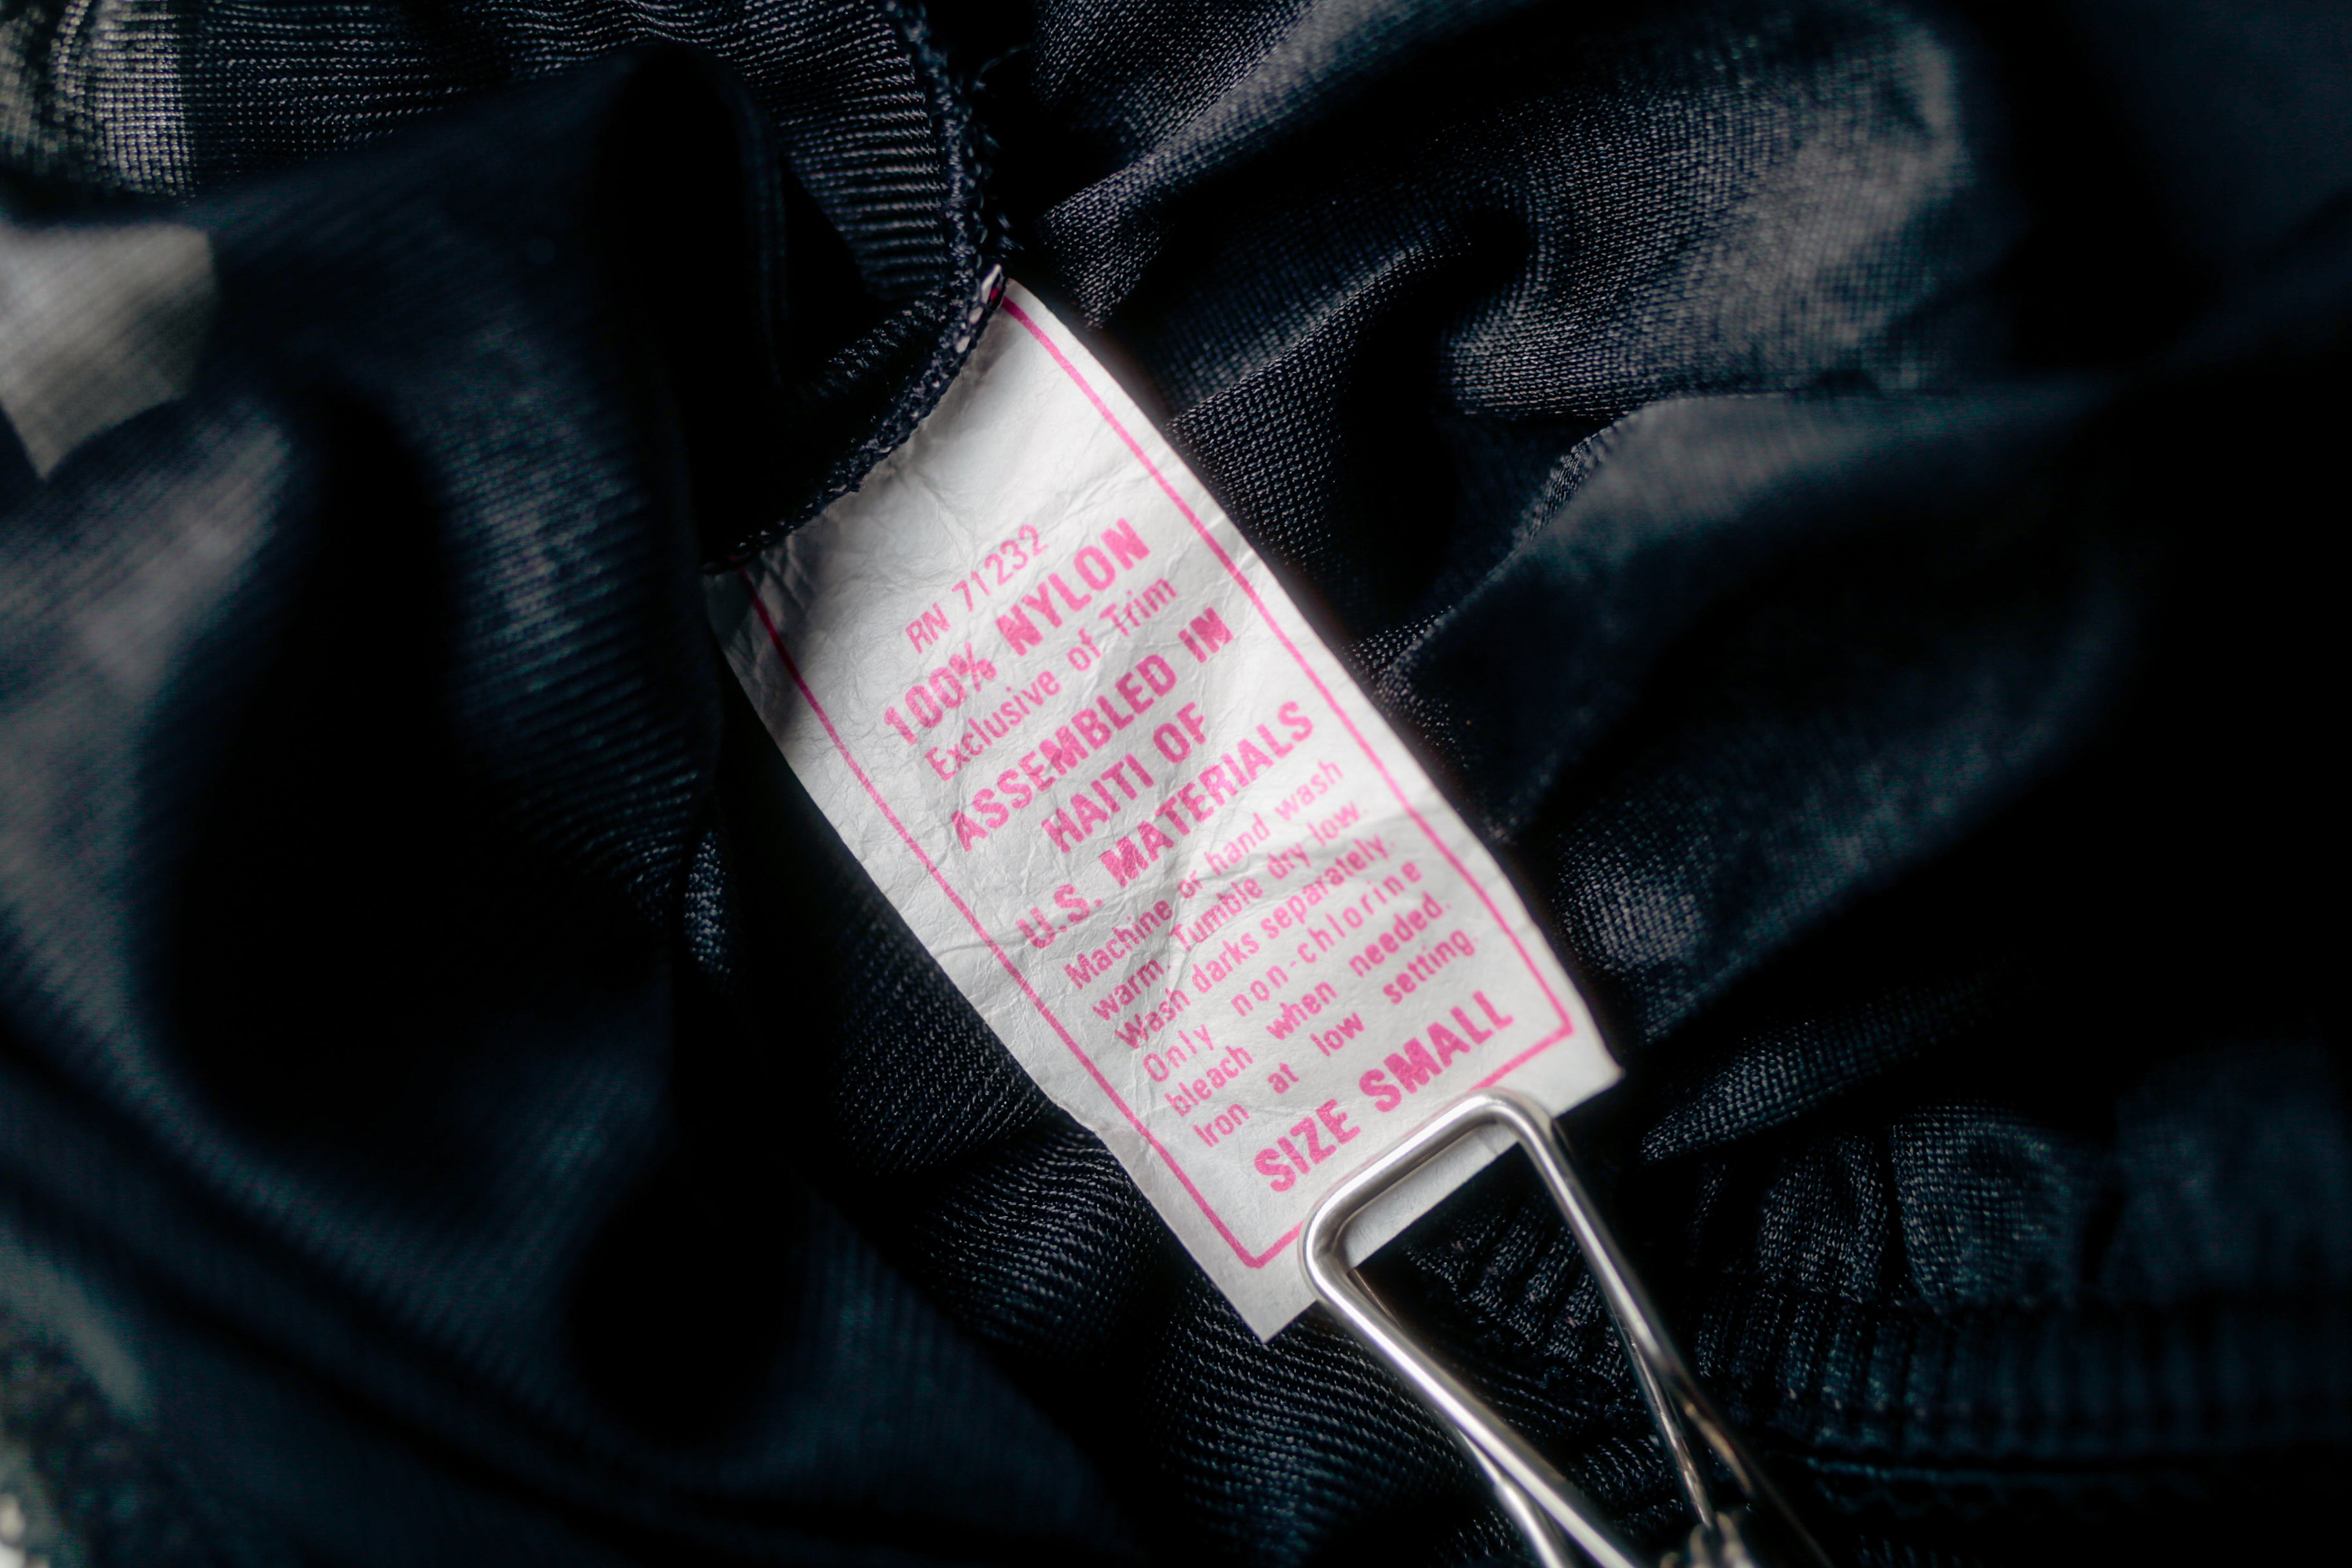 RN 71232
100% NYLON
Exclusive of Trim
ASSEMBLED IN
HAITI OF
U.S. MATERIALS
Machine or hand wash
warm. Tumble dry low
Wash darks separately.
Only non-chlorine
bleach when needed.
Iron at low setting.
SIZE SMALL